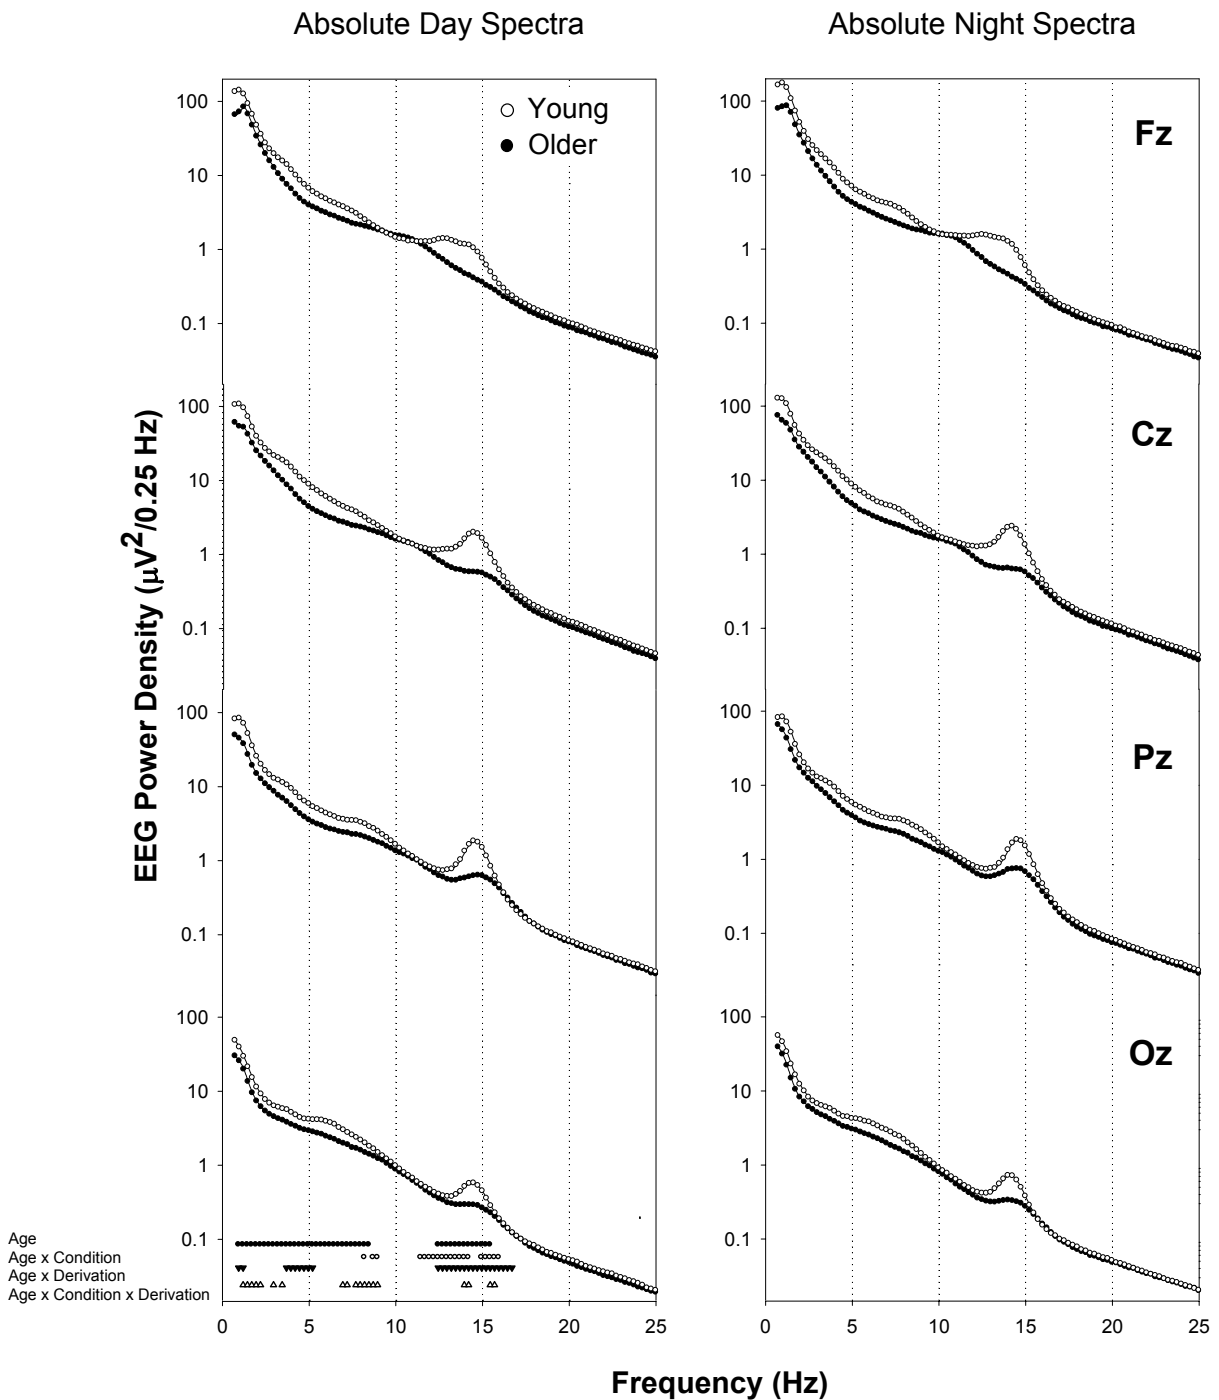 Absolute Day Spectra
Absolute Night Spectra
Young
Older
Fz
100
10
1
0.1
100
10
1
0.1
Cz
100
10
1
0.1
100
10
1
0.1
Pz
100
10
1
0.1
100
10
1
0.1
Oz
100
10
1
0.1
100
10
1
0.1
EEG Power Density (µV²/0.25 Hz)
Age
Age x Condition
Age x Derivation
Age x Condition x Derivation
0 5 10 15 20 25
0 5 10 15 20 25
Frequency (Hz)